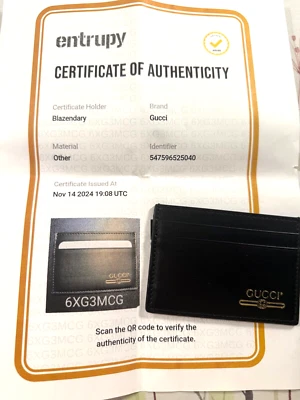 entrupy
CERTIFICATE OF AUTHENTICITY
Certificate Holder
Brand
Blazendary
Gucci
Material
Identifier
Other
547596525040
Certificate Issued At
Nov 14 2024 19:08 UTC
6XG3MCG
GUCCI
Scan the QR code to verify the
authenticity of the certificate.